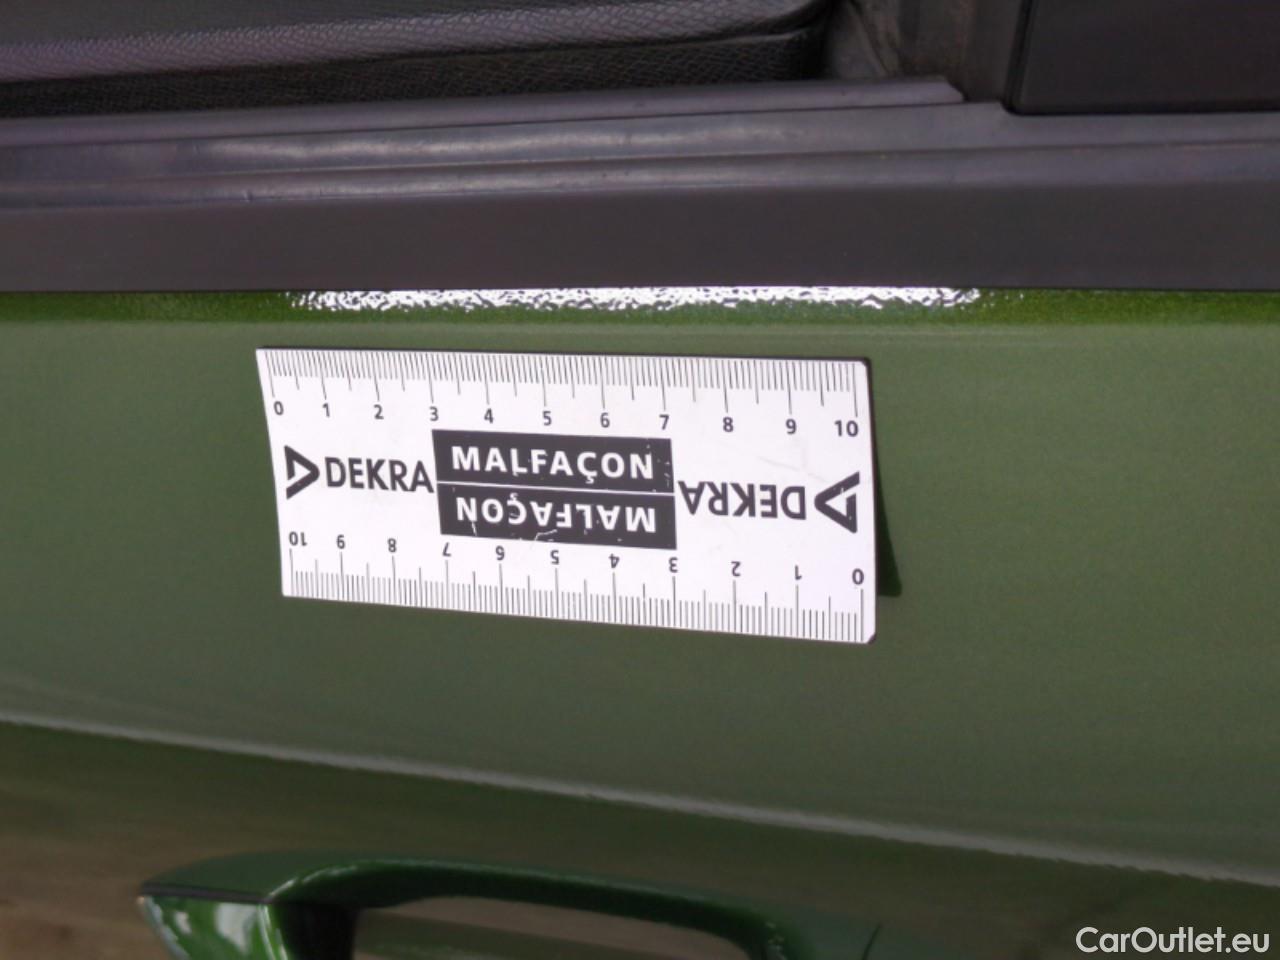 0 1 2 3 4 5 6 7 8 9 10
DEKRA MALFAÇON DEKRA
MALFAÇON
10 9 8 7 6 5 4 3 2 1 0
CarOutlet.eu